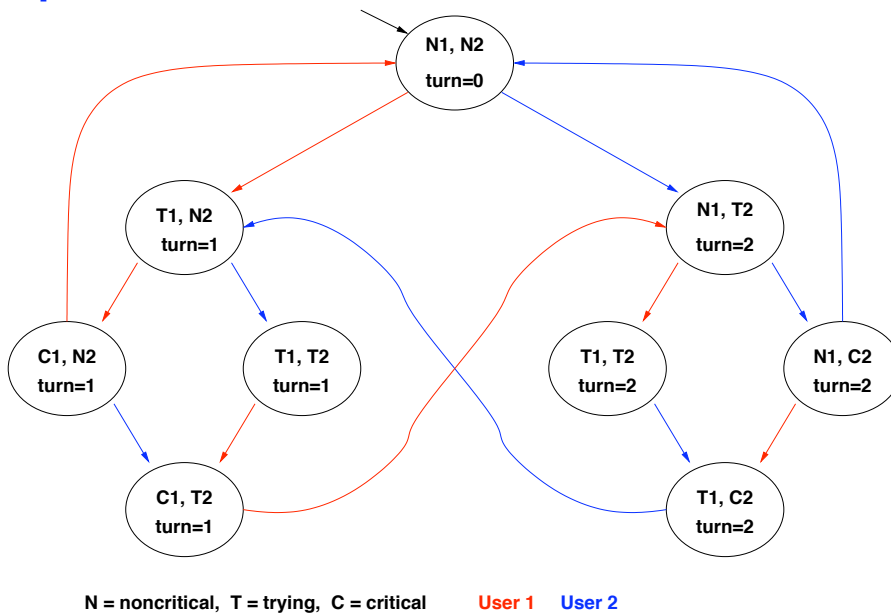 N1, N2
turn=0
T1, N2
turn=1
N1, T2
turn=2
C1, N2
turn=1
T1, T2
turn=1
T1, T2
turn=2
N1, C2
turn=2
C1, T2
turn=1
T1, C2
turn=2
N = noncritical, T = trying, C = critical User 1 User 2